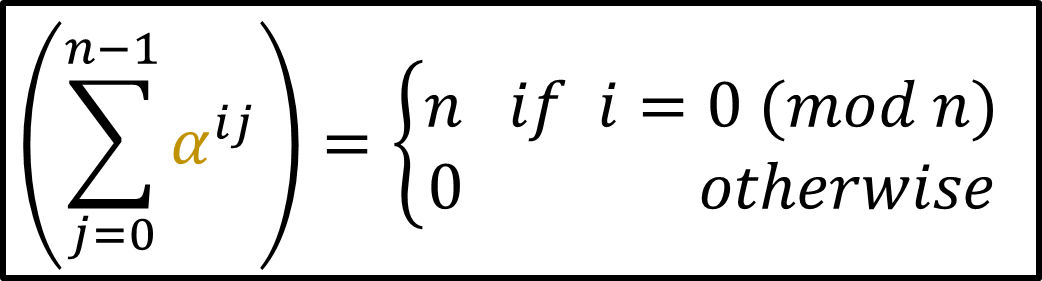 (∑_{j=0}^{n−1} α^{ij}) = { n if i = 0 (mod n)
0 otherwise